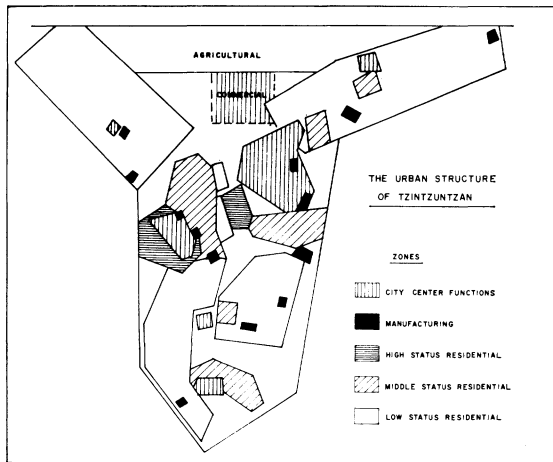 AGRICULTURAL
COMMERCIAL
THE URBAN STRUCTURE
OF TZINTZUNTZAN
ZONES
CITY CENTER FUNCTIONS
MANUFACTURING
HIGH STATUS RESIDENTIAL
MIDDLE STATUS RESIDENTIAL
LOW STATUS RESIDENTIAL